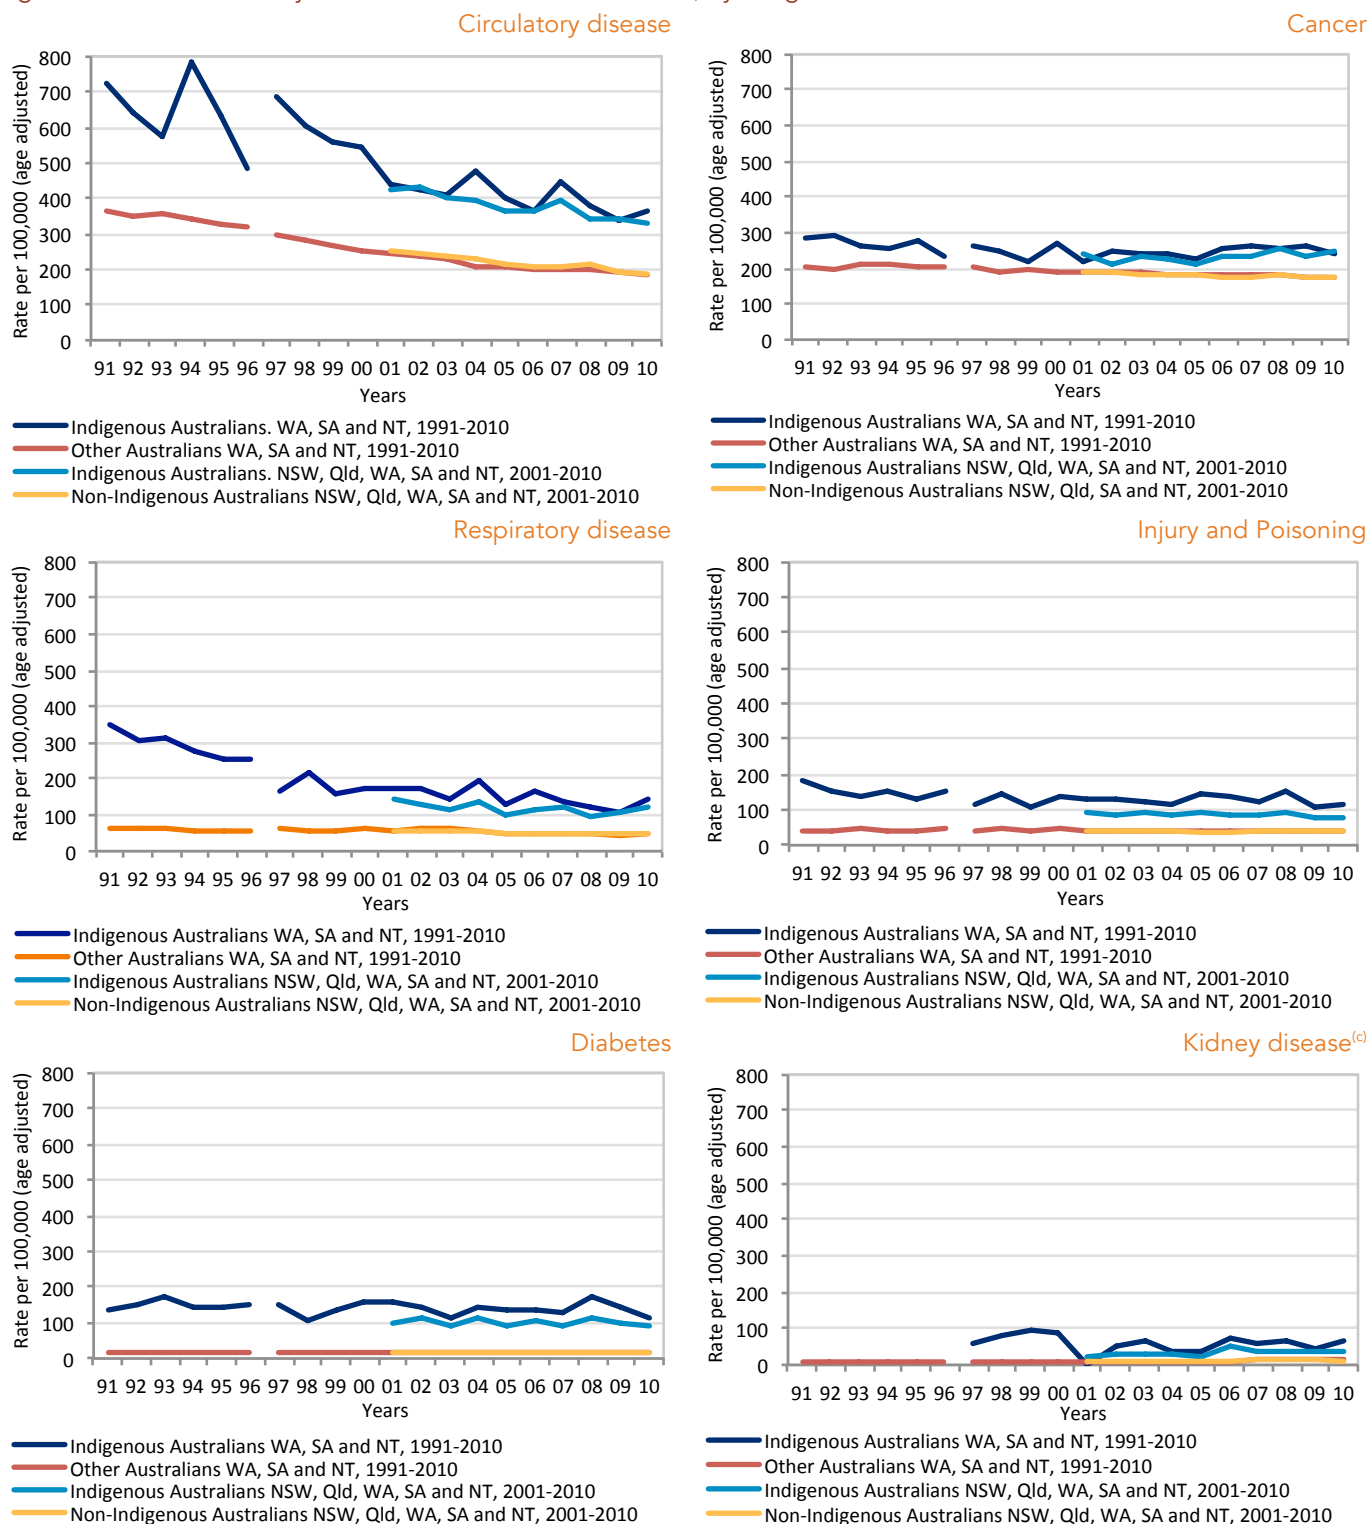 Circulatory disease
Rate per 100,000 (age adjusted)
800
700
600
500
400
300
200
100
0
91 92 93 94 95 96 97 98 99 00 01 02 03 04 05 06 07 08 09 10
Years
Indigenous Australians. WA, SA and NT, 1991-2010
Other Australians WA, SA and NT, 1991-2010
Indigenous Australians. NSW, Qld, WA, SA and NT, 2001-2010
Non-Indigenous Australians NSW, Qld, WA, SA and NT, 2001-2010
Cancer
Rate per 100,000 (age adjusted)
800
700
600
500
400
300
200
100
0
91 92 93 94 95 96 97 98 99 00 01 02 03 04 05 06 07 08 09 10
Years
Indigenous Australians WA, SA and NT, 1991-2010
Other Australians WA, SA and NT, 1991-2010
Indigenous Australians NSW, Qld, WA, SA and NT, 2001-2010
Non-Indigenous Australians NSW, Qld, SA and NT, 2001-2010
Respiratory disease
Rate per 100,000 (age adjusted)
800
700
600
500
400
300
200
100
0
91 92 93 94 95 96 97 98 99 00 01 02 03 04 05 06 07 08 09 10
Years
Indigenous Australians WA, SA and NT, 1991-2010
Other Australians WA, SA and NT, 1991-2010
Indigenous Australians NSW, Qld, WA, SA and NT, 2001-2010
Non-Indigenous Australians NSW, Qld, WA, SA and NT, 2001-2010
Injury and Poisoning
Rate per 100,000 (age adjusted)
800
700
600
500
400
300
200
100
0
91 92 93 94 95 96 97 98 99 00 01 02 03 04 05 06 07 08 09 10
Years
Indigenous Australians WA, SA and NT, 1991-2010
Other Australians WA, SA and NT, 1991-2010
Indigenous Australians NSW, Qld, WA, SA and NT, 2001-2010
Non-Indigenous Australians NSW, Qld, WA, SA and NT, 2001-2010
Diabetes
Rate per 100,000 (age adjusted)
800
700
600
500
400
300
200
100
0
91 92 93 94 95 96 97 98 99 00 01 02 03 04 05 06 07 08 09 10
Years
Indigenous Australians WA, SA and NT, 1991-2010
Other Australians WA, SA and NT, 1991-2010
Indigenous Australians NSW, Qld, WA, SA and NT, 2001-2010
Non-Indigenous Australians NSW, Qld, WA, SA and NT, 2001-2010
Kidney disease(c)
Rate per 100,000 (age adjusted)
800
700
600
500
400
300
200
100
0
91 92 93 94 95 96 97 98 99 00 01 02 03 04 05 06 07 08 09 10
Years
Indigenous Australians WA, SA and NT, 1991-2010
Other Australians WA, SA and NT, 1991-2010
Indigenous Australians NSW, Qld, WA, SA and NT, 2001-2010
Non-Indigenous Australians NSW, Qld, WA, SA and NT, 2001-2010